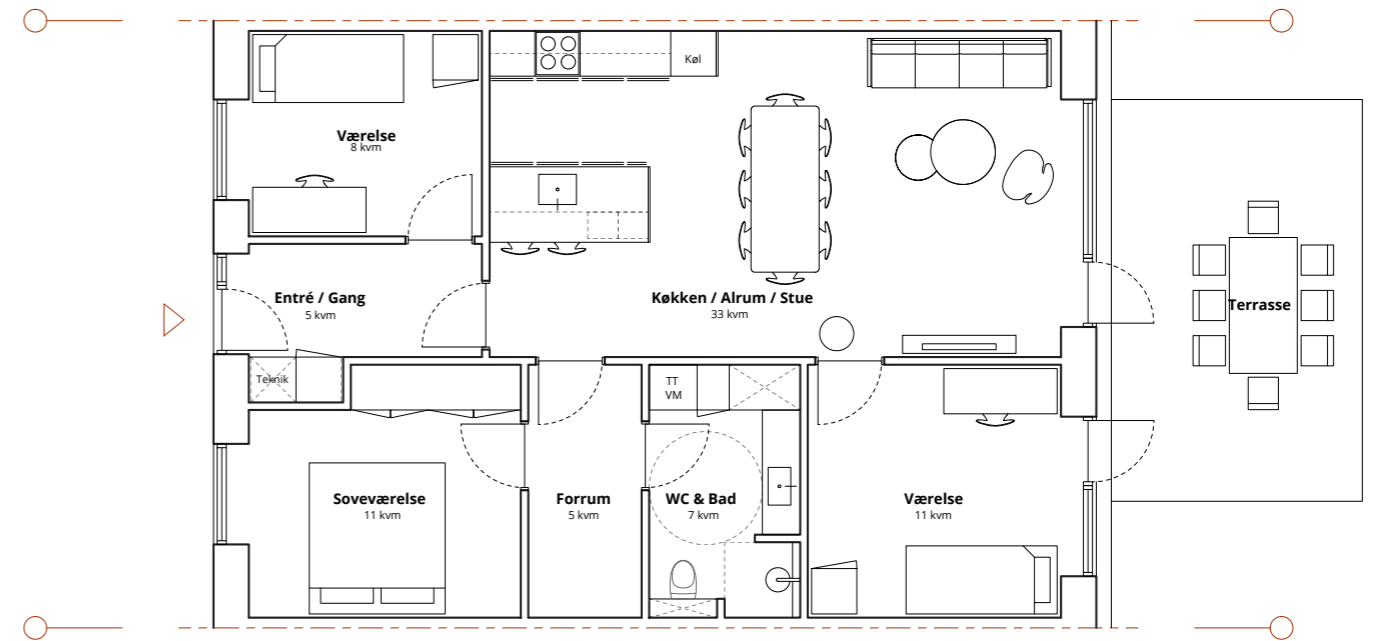 Køl
Værelse
8 kvm
Entré / Gang
5 kvm
Køkken / Alrum / Stue
33 kvm
Terrasse
Teknik
TT
VM
Soveværelse
11 kvm
Forrum
5 kvm
WC & Bad
7 kvm
Værelse
11 kvm